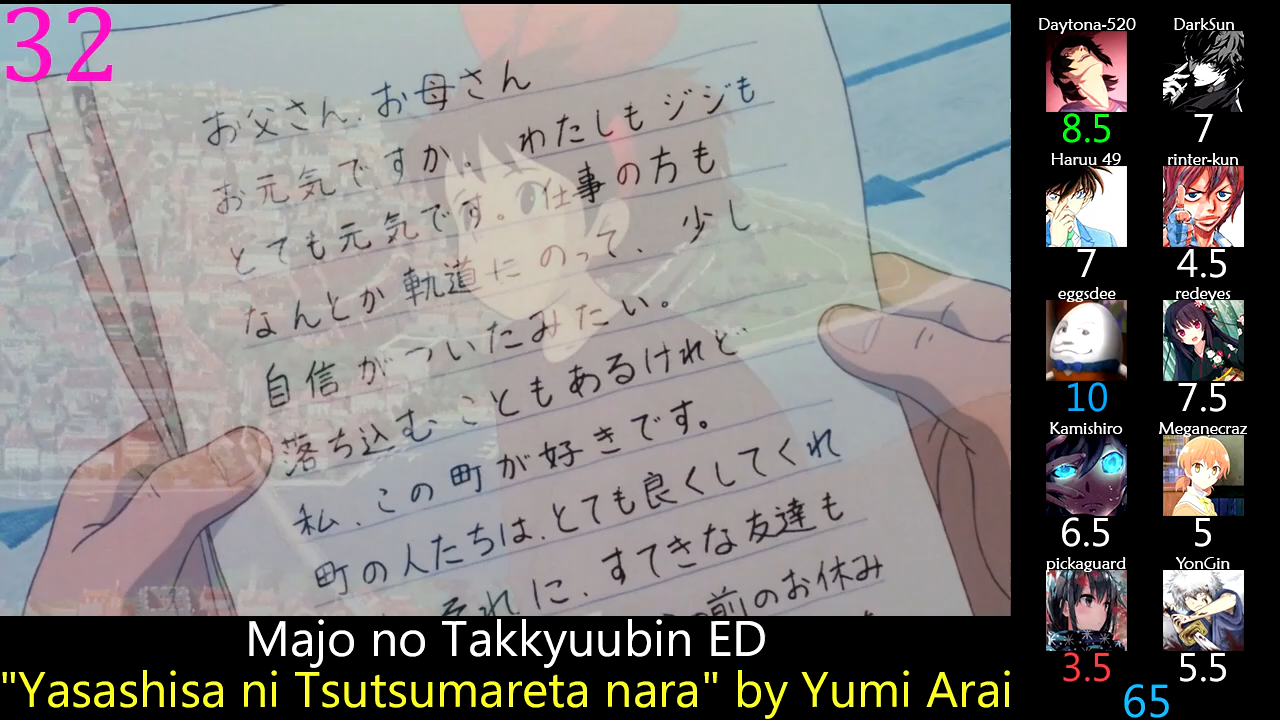 32
お父さん、お母さん
お元気ですか。わたしもジジも
とても元気です。仕事の方も
なんとか軌道にのって、少し
自信がついたみたい。
落ち込むこともあるけれど
私、この町が好きです。
町の人たちは、とても良くしてくれ
それに、すてきな友達も
前のお休み
Majo no Takkyuubin ED
"Yasashisa ni Tsutsumareta nara" by Yumi Arai
Daytona-520
8.5
DarkSun
7
Haruu 49
7
rinter-kun
4.5
eggsdee
10
redeyes
7.5
Kamishiro
6.5
Meganecraz
5
pickaguard
3.5
YonGin
5.5
65